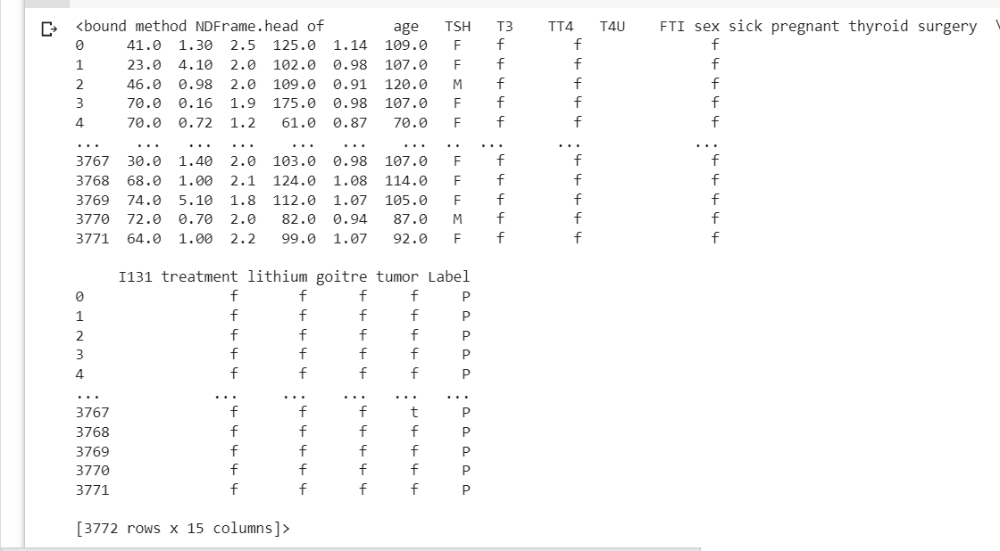 <bound method NDFrame.head of        age   TSH   T3    TT4   T4U    FTI sex sick pregnant thyroid surgery  \
0     41.0  1.30  2.5  125.0  1.14  109.0   F    f        f               f
1     23.0  4.10  2.0  102.0  0.98  107.0   F    f        f               f
2     46.0  0.98  2.0  109.0  0.91  120.0   M    f        f               f
3     70.0  0.16  1.9  175.0  0.98  107.0   F    f        f               f
4     70.0  0.72  1.2   61.0  0.87   70.0   F    f        f               f
...    ...   ...  ...    ...   ...    ...  ..  ...      ...             ...
3767  30.0  1.40  2.0  103.0  0.98  107.0   F    f        f               f
3768  68.0  1.00  2.1  124.0  1.08  114.0   F    f        f               f
3769  74.0  5.10  1.8  112.0  1.07  105.0   F    f        f               f
3770  72.0  0.70  2.0   82.0  0.94   87.0   M    f        f               f
3771  64.0  1.00  2.2   99.0  1.07   92.0   F    f        f               f
I131 treatment lithium goitre tumor Label
0                 f       f      f     f     P
1                 f       f      f     f     P
2                 f       f      f     f     P
3                 f       f      f     f     P
4                 f       f      f     f     P
...             ...     ...    ...   ...   ...
3767              f       f      f     t     P
3768              f       f      f     f     P
3769              f       f      f     f     P
3770              f       f      f     f     P
3771              f       f      f     f     P
[3772 rows x 15 columns]>